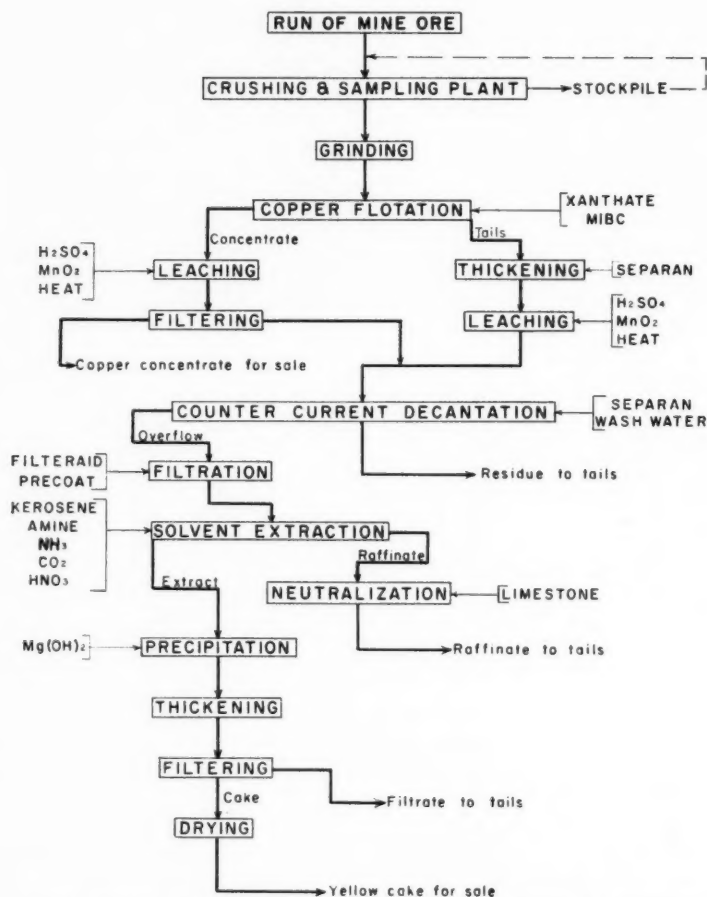 RUN OF MINE ORE
CRUSHING & SAMPLING PLANT
STOCKPILE
GRINDING
COPPER FLOTATION
XANTHATE
MIBC
Concentrate
Tails
H2SO4
MnO2
HEAT
LEACHING
THICKENING
SEPARAN
FILTERING
LEACHING
H2SO4
MnO2
HEAT
Copper concentrate for sale
COUNTER CURRENT DECANTATION
SEPARAN
WASH WATER
Overflow
FILTERAID
PRECOAT
FILTRATION
Residue to tails
KEROSENE
AMINE
NH3
CO2
HNO3
SOLVENT EXTRACTION
Raffinate
Extract
NEUTRALIZATION
LIMESTONE
Mg(OH)2
PRECIPITATION
Raffinate to tails
THICKENING
FILTERING
Cake
Filtrate to tails
DRYING
Yellow cake for sale